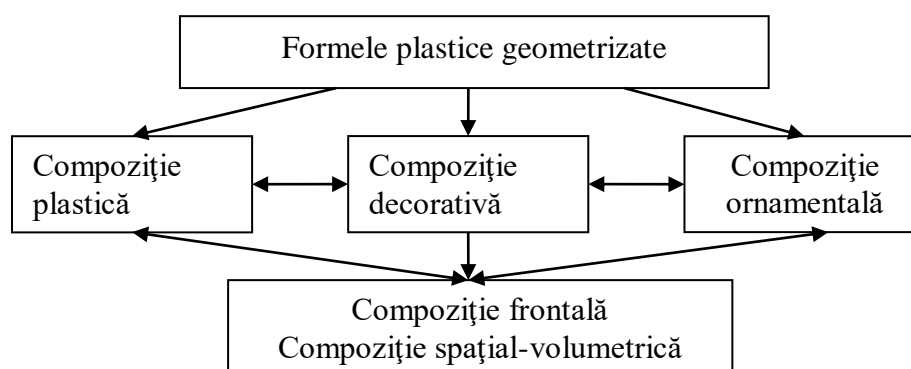 Formele plastice geometrizate
Compoziţie
plastică
Compoziţie
decorativă
Compoziţie
ornamentală
Compoziţie frontală
Compoziţie spaţial-volumetrică